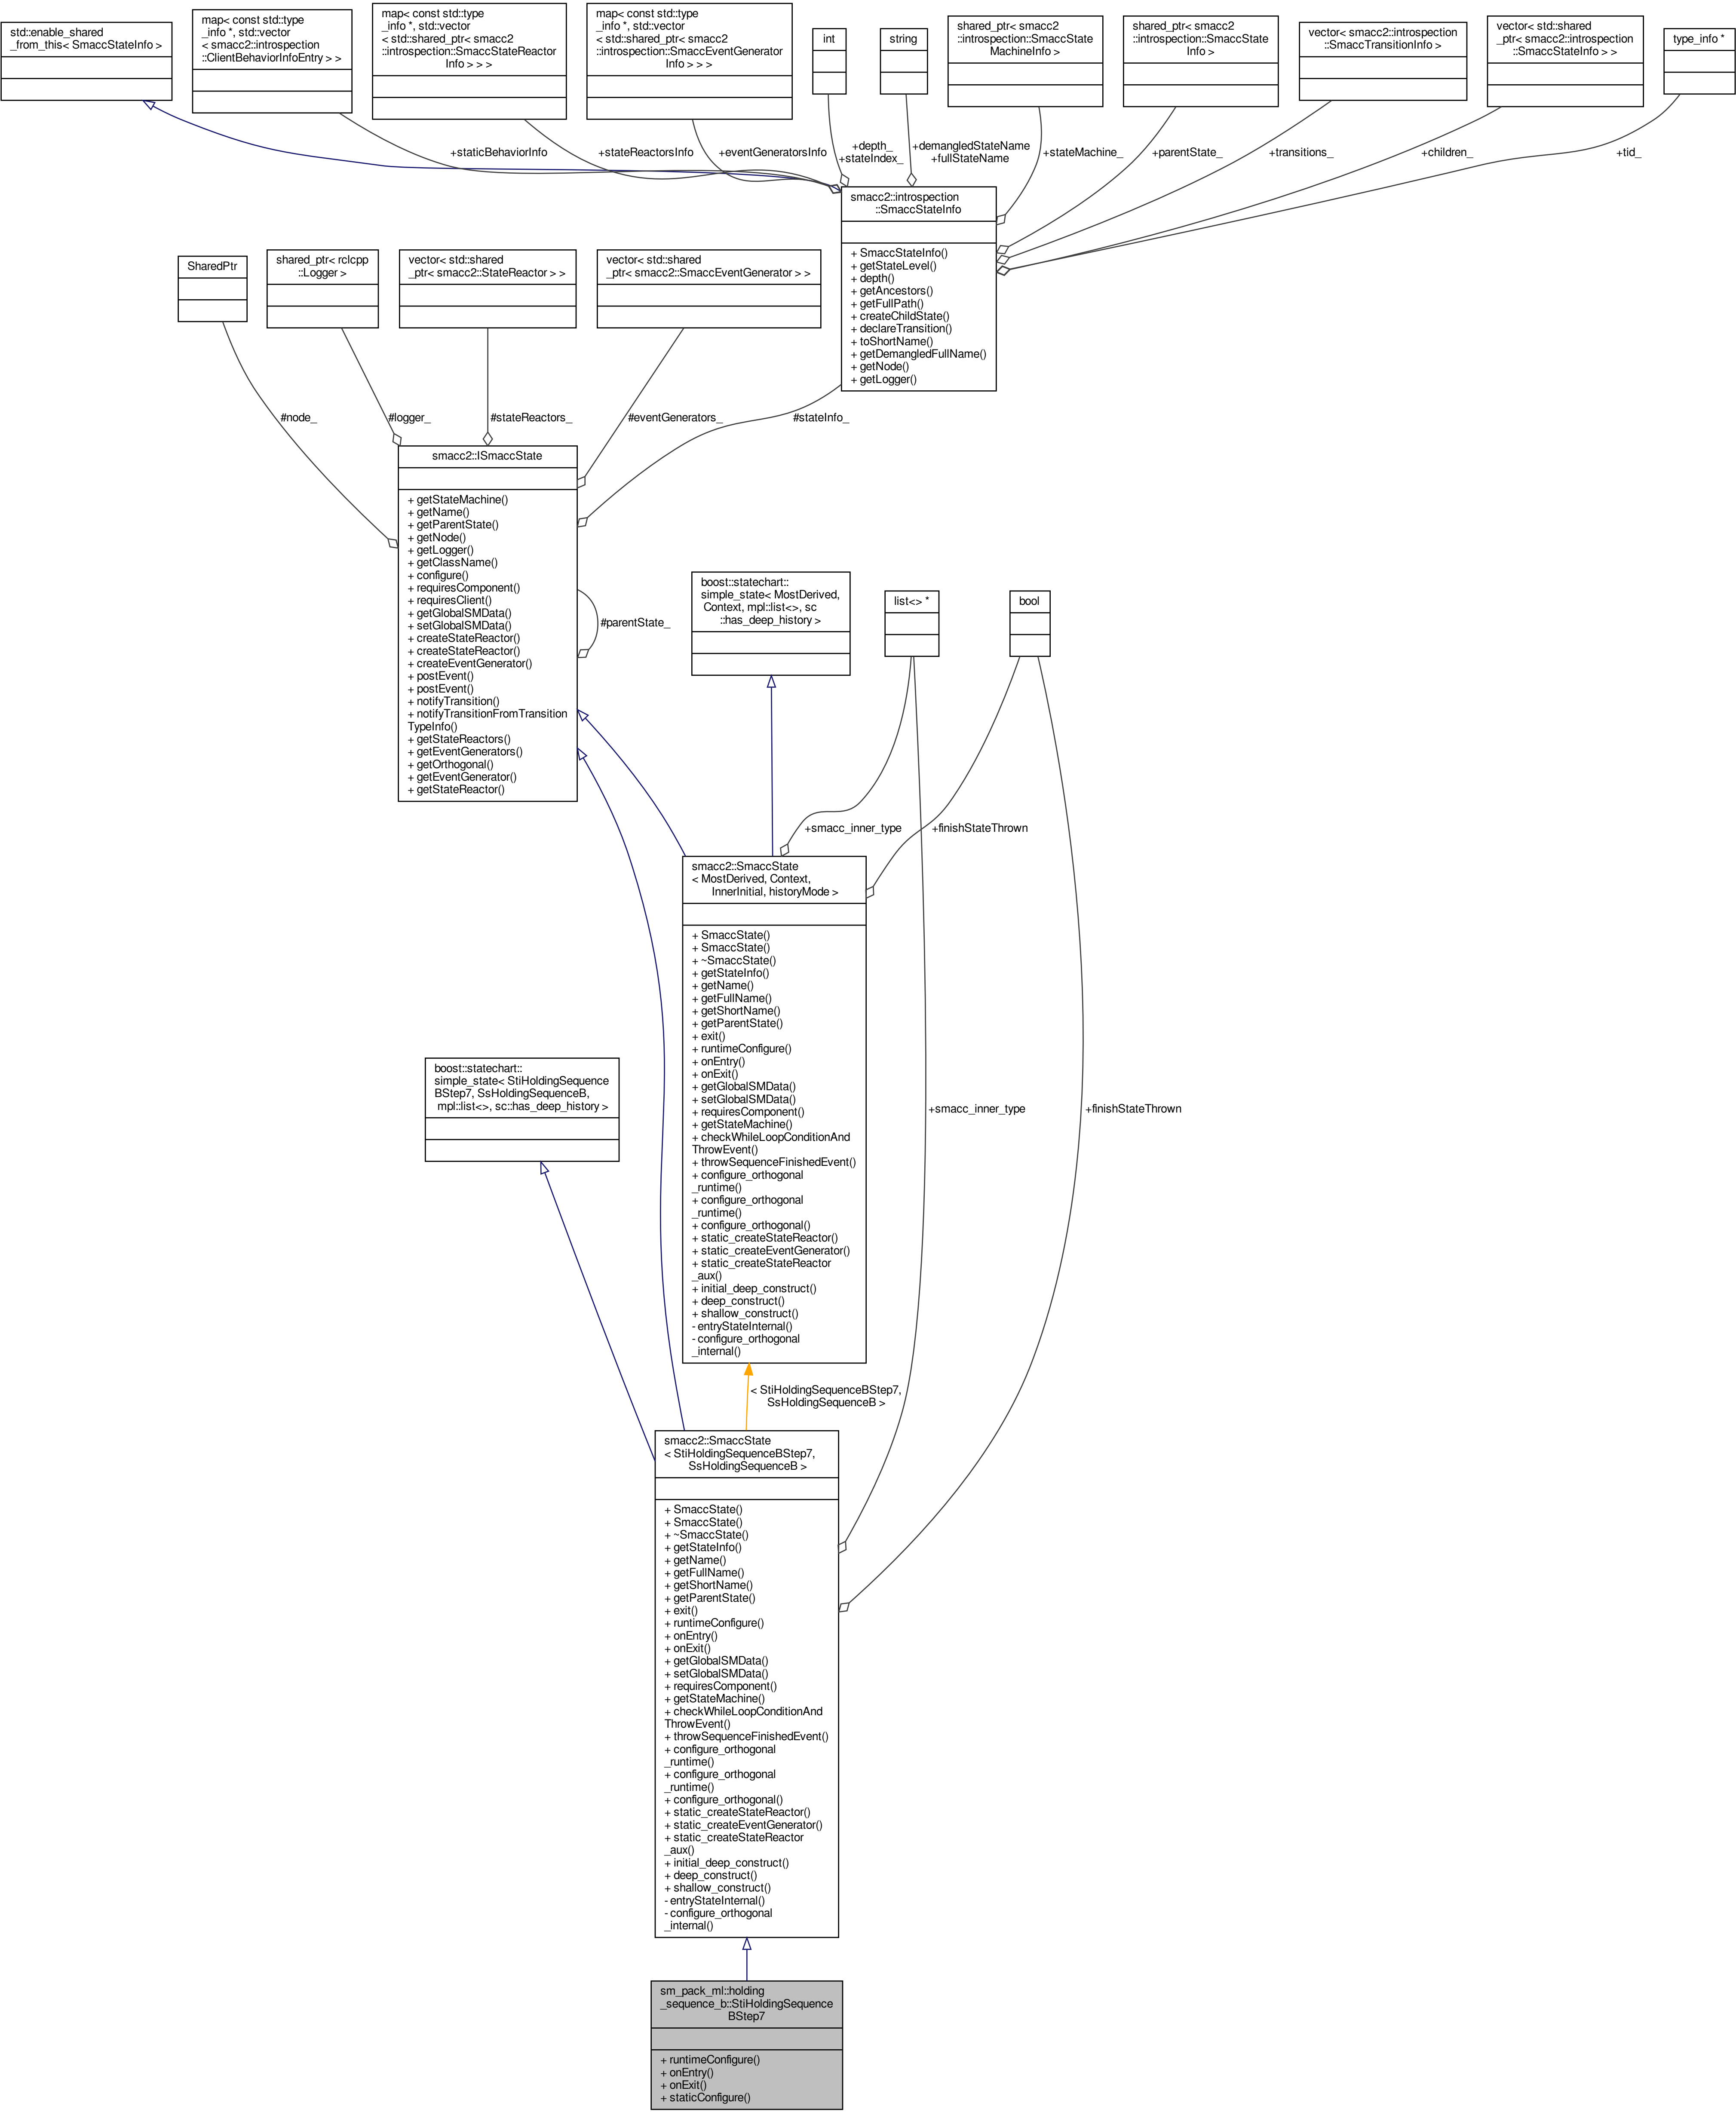 std::enable_shared
_from_this< SmaccStateInfo >
map< const std::type
_info *, std::vector
< smacc2::introspection
::ClientBehaviorInfoEntry > >
map< const std::type
_info *, std::vector
< std::shared_ptr< smacc2
::introspection::SmaccStateReactor
Info > > >
map< const std::type
_info *, std::vector
< std::shared_ptr< smacc2
::introspection::SmaccEventGenerator
Info > > >
int
string
shared_ptr< smacc2
::introspection::SmaccState
MachineInfo >
shared_ptr< smacc2
::introspection::SmaccState
Info >
vector< smacc2::introspection
::SmaccTransitionInfo >
vector< std::shared
_ptr< smacc2::introspection
::SmaccStateInfo > >
type_info *
+staticBehaviorInfo
+stateReactorsInfo
+eventGeneratorsInfo
+depth_
+stateIndex_
+demangledStateName
+fullStateName
+stateMachine_
+parentState_
+transitions_
+children_
+tid_
smacc2::introspection
::SmaccStateInfo
+ SmaccStateInfo()
+ getStateLevel()
+ depth()
+ getAncestors()
+ getFullPath()
+ createChildState()
+ declareTransition()
+ toShortName()
+ getDemangledFullName()
+ getNode()
+ getLogger()
SharedPtr
shared_ptr< rclcpp
::Logger >
vector< std::shared
_ptr< smacc2::StateReactor > >
vector< std::shared
_ptr< smacc2::SmaccEventGenerator > >
#node_
#logger_
#stateReactors_
#eventGenerators_
#stateInfo_
smacc2::ISmaccState
+ getStateMachine()
+ getName()
+ getParentState()
+ getNode()
+ getLogger()
+ getClassName()
+ configure()
+ requiresComponent()
+ requiresClient()
+ getGlobalSMData()
+ setGlobalSMData()
+ createStateReactor()
+ createStateReactor()
+ createEventGenerator()
+ postEvent()
+ postEvent()
+ notifyTransition()
+ notifyTransitionFromTransition
TypeInfo()
+ getStateReactors()
+ getEventGenerators()
+ getOrthogonal()
+ getEventGenerator()
+ getStateReactor()
#parentState_
boost::statechart::
simple_state< MostDerived,
Context, mpl::list<>, sc
::has_deep_history >
list<> *
bool
+smacc_inner_type
+finishStateThrown
smacc2::SmaccState
< MostDerived, Context,
InnerInitial, historyMode >
+ SmaccState()
+ SmaccState()
+ ~SmaccState()
+ getStateInfo()
+ getName()
+ getFullName()
+ getShortName()
+ getParentState()
+ exit()
+ runtimeConfigure()
+ onEntry()
+ onExit()
+ getGlobalSMData()
+ setGlobalSMData()
+ requiresComponent()
+ getStateMachine()
+ checkWhileLoopConditionAnd
ThrowEvent()
+ throwSequenceFinishedEvent()
+ configure_orthogonal
_runtime()
+ configure_orthogonal
_runtime()
+ configure_orthogonal()
+ static_createStateReactor()
+ static_createEventGenerator()
+ static_createStateReactor
_aux()
+ initial_deep_construct()
+ deep_construct()
+ shallow_construct()
- entryStateInternal()
- configure_orthogonal
_internal()
boost::statechart::
simple_state< StiHoldingSequence
BStep7, SsHoldingSequenceB,
mpl::list<>, sc::has_deep_history >
+smacc_inner_type
+finishStateThrown
< StiHoldingSequenceBStep7,
SsHoldingSequenceB >
smacc2::SmaccState
< StiHoldingSequenceBStep7,
SsHoldingSequenceB >
+ SmaccState()
+ SmaccState()
+ ~SmaccState()
+ getStateInfo()
+ getName()
+ getFullName()
+ getShortName()
+ getParentState()
+ exit()
+ runtimeConfigure()
+ onEntry()
+ onExit()
+ getGlobalSMData()
+ setGlobalSMData()
+ requiresComponent()
+ getStateMachine()
+ checkWhileLoopConditionAnd
ThrowEvent()
+ throwSequenceFinishedEvent()
+ configure_orthogonal
_runtime()
+ configure_orthogonal
_runtime()
+ configure_orthogonal()
+ static_createStateReactor()
+ static_createEventGenerator()
+ static_createStateReactor
_aux()
+ initial_deep_construct()
+ deep_construct()
+ shallow_construct()
- entryStateInternal()
- configure_orthogonal
_internal()
sm_pack_ml::holding
_sequence_b::StiHoldingSequence
BStep7
+ runtimeConfigure()
+ onEntry()
+ onExit()
+ staticConfigure()